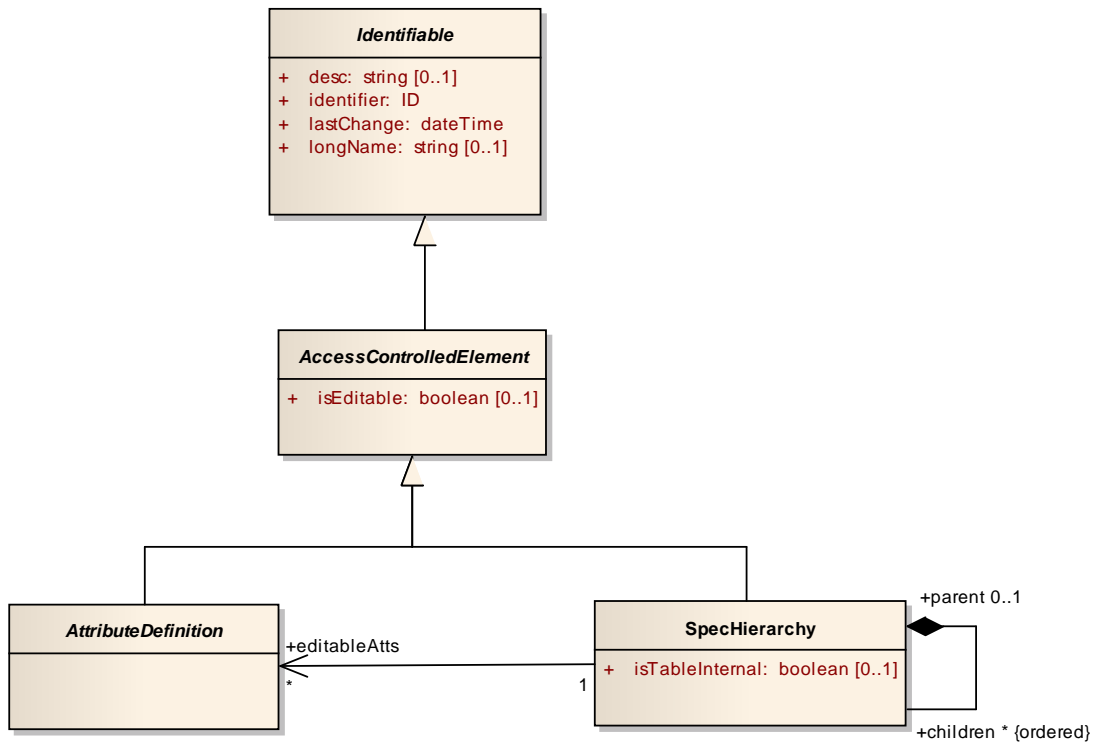 Identifiable
+ desc: string [0..1]
+ identifier: ID
+ lastChange: dateTime
+ longName: string [0..1]
AccessControlledElement
+ isEditable: boolean [0..1]
AttributeDefinition
+editableAtts
*
1
SpecHierarchy
+ isTableInternal: boolean [0..1]
+parent 0..1
+children * {ordered}